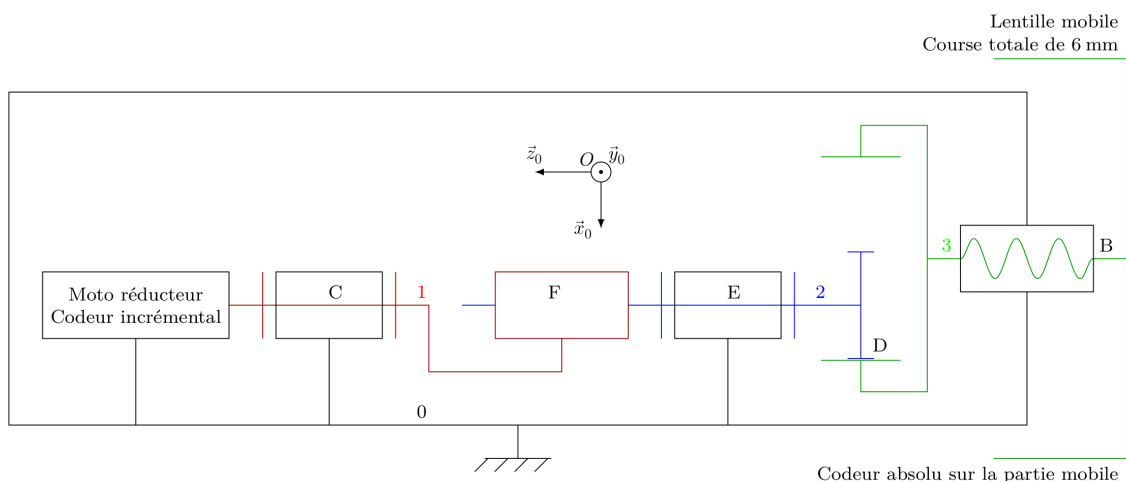 Lentille mobile
Course totale de 6 mm
z⃗₀
O
y⃗₀
x⃗₀
3
B
Moto réducteur
Codeur incrémental
C
1
F
E
2
D
0
Codeur absolu sur la partie mobile